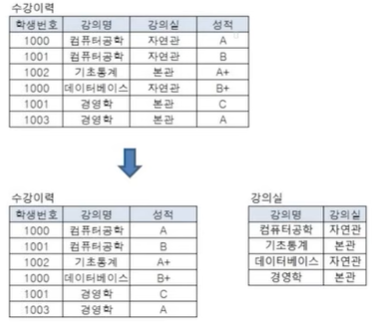 수강이력
학생번호 강의명 강의실 성적
1000 컴퓨터공학 자연관 A
1001 컴퓨터공학 자연관 B
1002 기초통계 본관 A+
1000 데이터베이스 자연관 B+
1001 경영학 본관 C
1003 경영학 본관 A
수강이력
학생번호 강의명 성적
1000 컴퓨터공학 A
1001 컴퓨터공학 B
1002 기초통계 A+
1000 데이터베이스 B+
1001 경영학 C
1003 경영학 A
강의실
강의명 강의실
컴퓨터공학 자연관
기초통계 본관
데이터베이스 자연관
경영학 본관